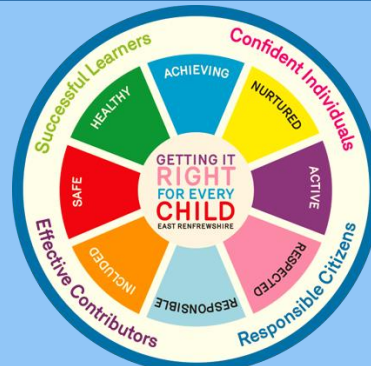 Successful Learners
Confident Individuals
Responsible Citizens
Effective Contributors
ACHIEVING
NURTURED
ACTIVE
RESPECTED
RESPONSIBLE
INCLUDED
SAFE
HEALTHY
GETTING IT
RIGHT
FOR EVERY
CHILD
EAST RENFREWSHIRE